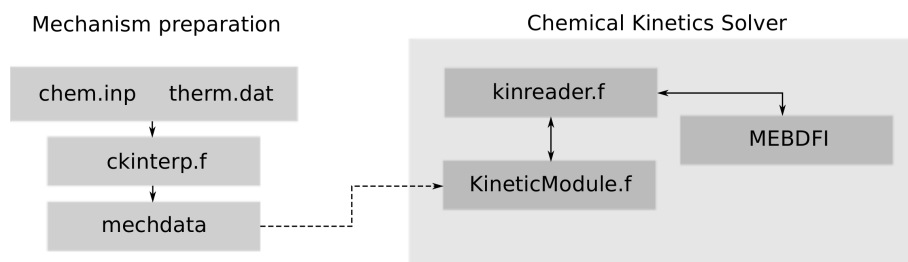 Mechanism preparation
chem.inp therm.dat
ckinterp.f
mechdata
Chemical Kinetics Solver
kinreader.f
MEBDFI
KineticModule.f